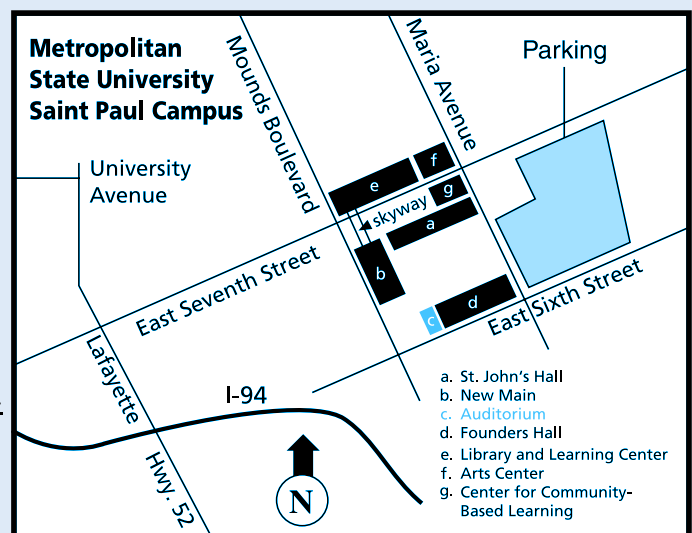 Metropolitan
State University
Saint Paul Campus
Mounds Boulevard
Maria Avenue
Parking
University
Avenue
e
f
g
skyway
a
b
c
d
East Seventh Street
East Sixth Street
Lafayette
Hwy. 52
I-94
N
a. St. John's Hall
b. New Main
c. Auditorium
d. Founders Hall
e. Library and Learning Center
f. Arts Center
g. Center for Community-
Based Learning